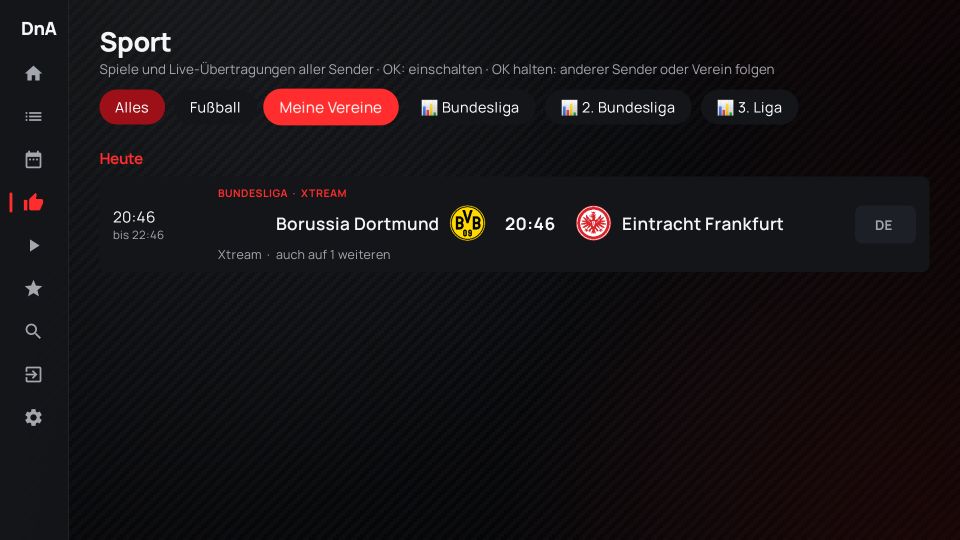 DnA
Sport
Spiele und Live-Übertragungen aller Sender · OK: einschalten · OK halten: anderer Sender oder Verein folgen
Alles Fußball Meine Vereine 📊 Bundesliga 📊 2. Bundesliga 📊 3. Liga
Heute
BUNDESLIGA · XTREAM
20:46 Borussia Dortmund BVB 09 20:46 Eintracht Frankfurt DE
bis 22:46
Xtream · auch auf 1 weiteren